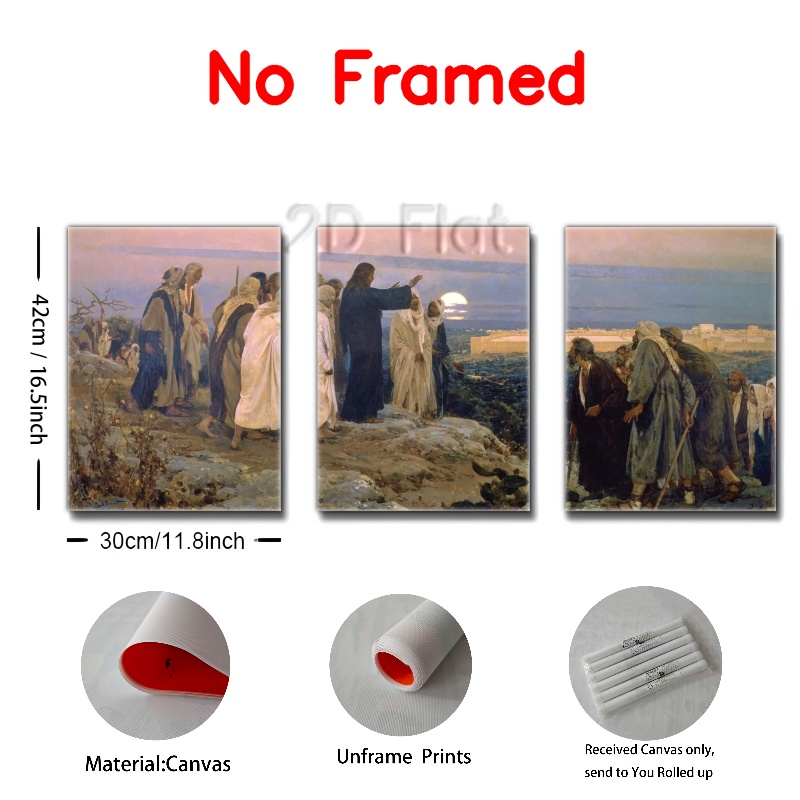 No Framed
2D Flat
42cm / 16.5inch
30cm/11.8inch
Material:Canvas
Unframe Prints
Received Canvas only,
send to You Rolled up